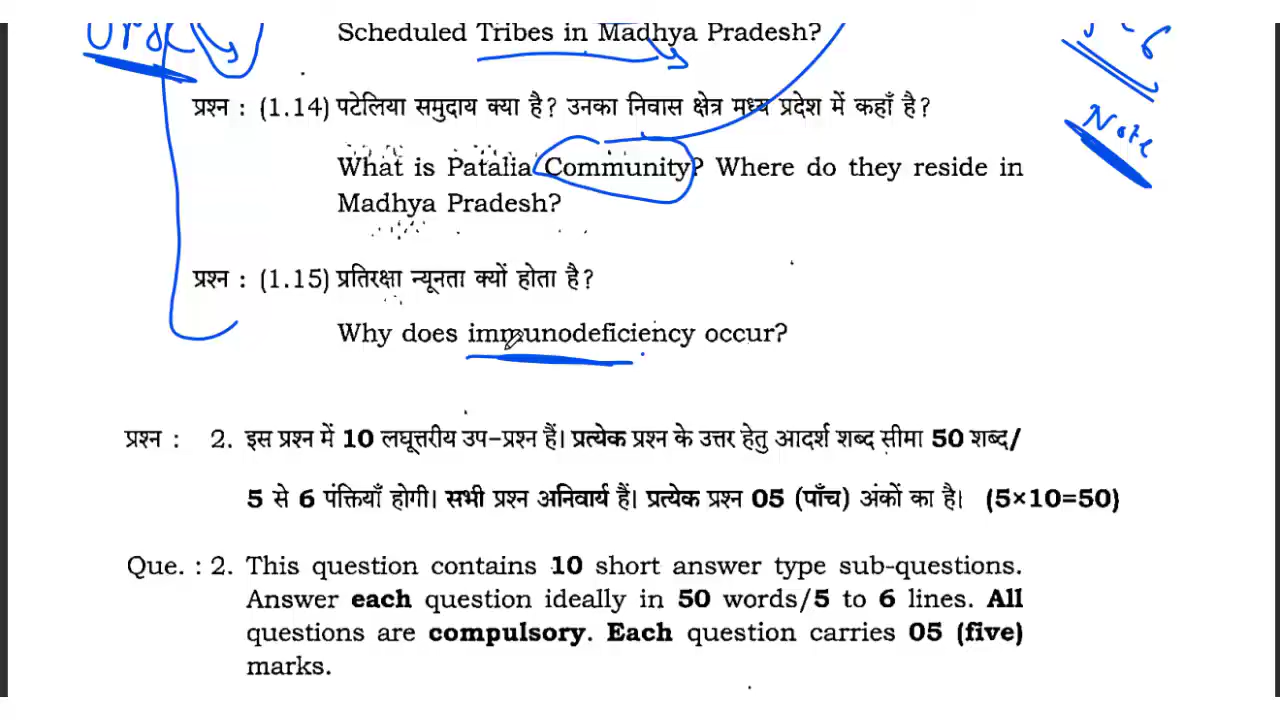 Scheduled Tribes in Madhya Pradesh?
प्रश्न : (1.14) पटेलिया समुदाय क्या है? उनका निवास क्षेत्र मध्य प्रदेश में कहाँ है?
What is Patalia Community? Where do they reside in
Madhya Pradesh?
Note
प्रश्न : (1.15) प्रतिरक्षा न्यूनता क्यों होता है?
Why does immunodeficiency occur?
प्रश्न : 2. इस प्रश्न में 10 लघूत्तरीय उप-प्रश्न हैं। प्रत्येक प्रश्न के उत्तर हेतु आदर्श शब्द सीमा 50 शब्द/
5 से 6 पंक्तियाँ होगी। सभी प्रश्न अनिवार्य हैं। प्रत्येक प्रश्न 05 (पाँच) अंकों का है। (5×10=50)
Que. : 2. This question contains 10 short answer type sub-questions.
Answer each question ideally in 50 words/5 to 6 lines. All
questions are compulsory. Each question carries 05 (five)
marks.